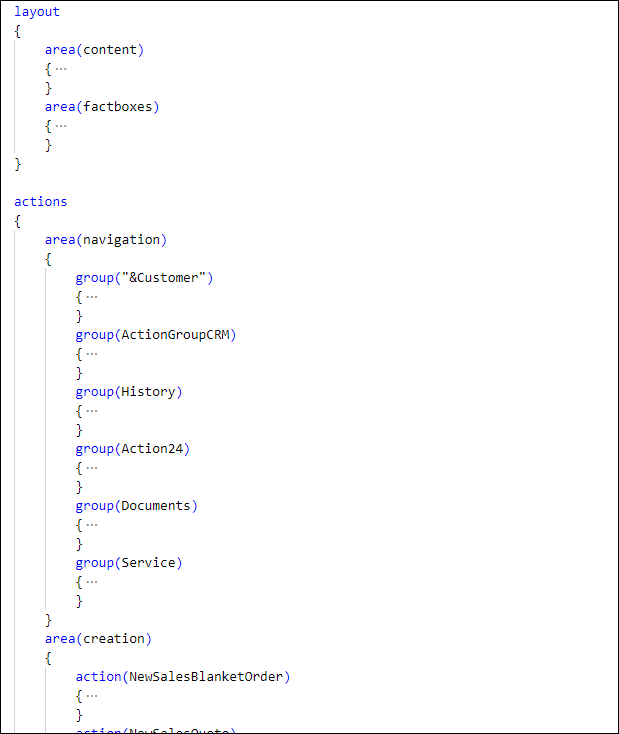 layout
{
area(content)
{ ···
}
area(factboxes)
{ ···
}
}
actions
{
area(navigation)
{
group("&Customer")
{ ···
}
group(ActionGroupCRM)
{ ···
}
group(History)
{ ···
}
group(Action24)
{ ···
}
group(Documents)
{ ···
}
group(Service)
{ ···
}
}
area(creation)
{
action(NewSalesBlanketOrder)
{ ···
}
action(NewSalesQuote)